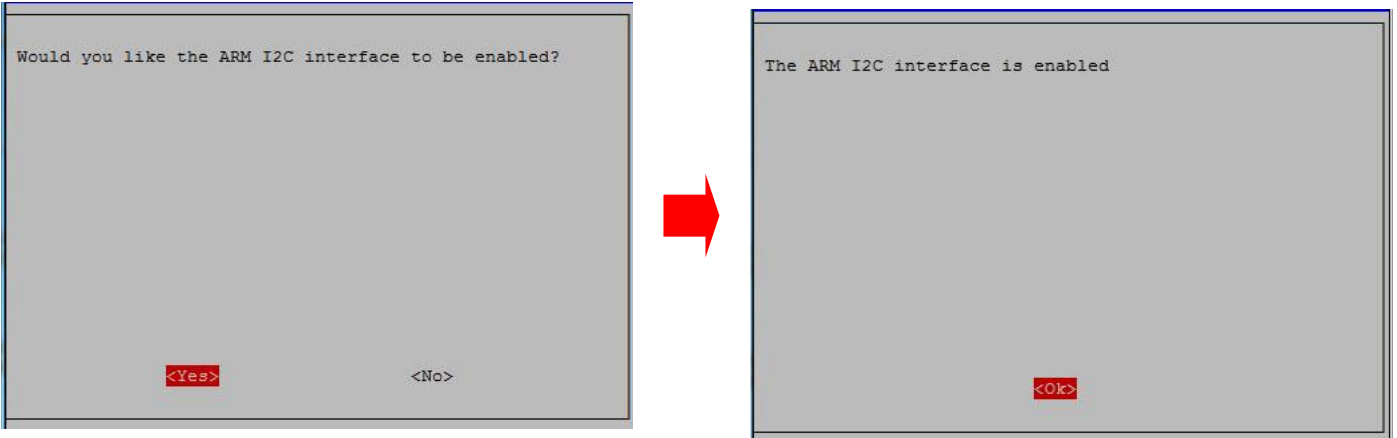 Would you like the ARM I2C interface to be enabled?
<Yes> <No>
The ARM I2C interface is enabled
<Ok>